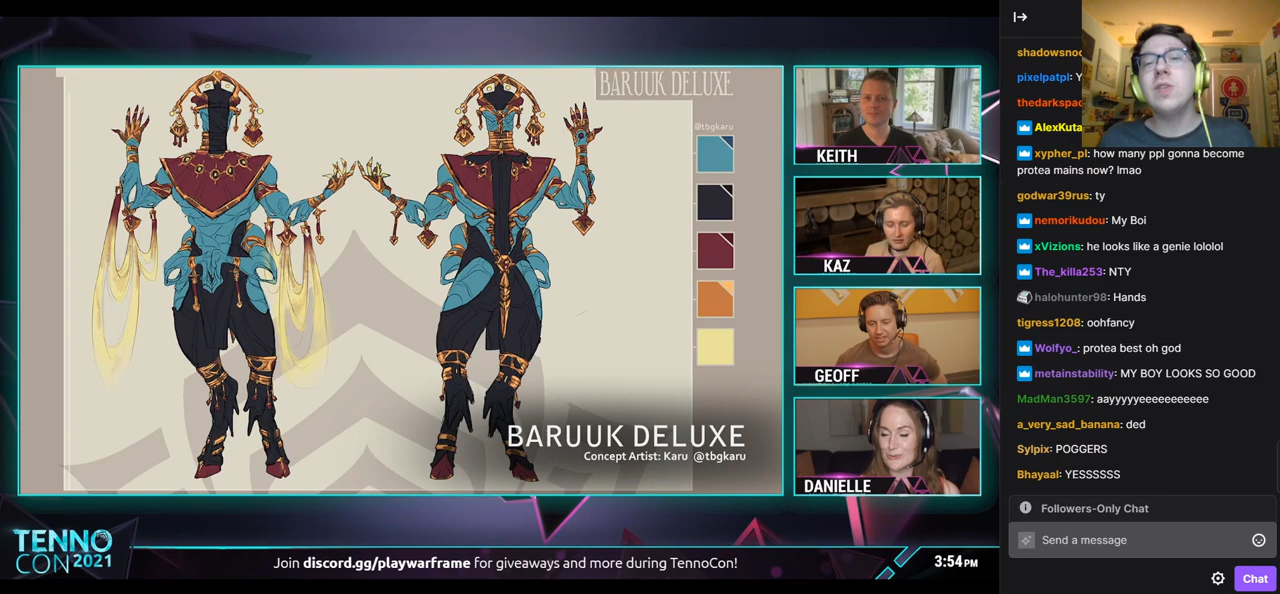 BARUUK DELUXE
@tbgkaru
BARUUK DELUXE
Concept Artist: Karu @tbgkaru
KEITH
KAZ
GEOFF
DANIELLE
TENNO
CON 2021
Join discord.gg/playwarframe for giveaways and more during TennoCon!
3:54 PM
shadowsnoo
pixelpatpl: Y
thedarkspac
AlexKuta
xypher_pl: how many ppl gonna become
protea mains now? lmao
godwar39rus: ty
nemorikudou: My Boi
xVizions: he looks like a genie lololol
The_killa253: NTY
halohunter98: Hands
tigress1208: oohfancy
Wolfyo_: protea best oh god
metainstability: MY BOY LOOKS SO GOOD
MadMan3597: aayyyyyeeeeeeeeeee
a_very_sad_banana: ded
Sylpix: POGGERS
Bhayaal: YESSSSSS
Followers-Only Chat
Send a message
Chat